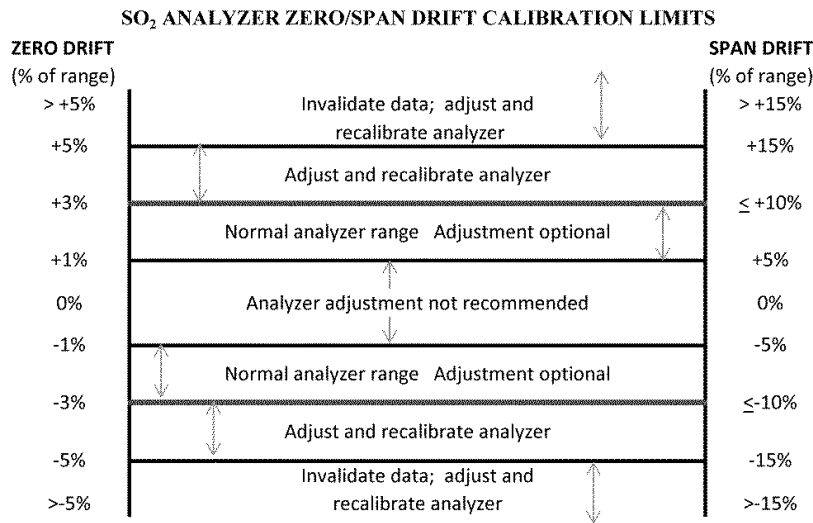 SO₂ ANALYZER ZERO/SPAN DRIFT CALIBRATION LIMITS
ZERO DRIFT SPAN DRIFT
(% of range) (% of range)
> +5% Invalidate data; adjust and > +15%
recalibrate analyzer
+5% +15%
Adjust and recalibrate analyzer
+3% ≤ +10%
Normal analyzer range Adjustment optional
+1% +5%
0% Analyzer adjustment not recommended 0%
-1% -5%
Normal analyzer range Adjustment optional
-3% ≤-10%
Adjust and recalibrate analyzer
-5% -15%
Invalidate data; adjust and
>-5% recalibrate analyzer >-15%